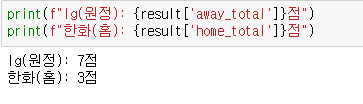 print(f"lg(원정): {result['away_total']}점")
print(f"한화(홈): {result['home_total']}점")
lg(원정): 7점
한화(홈): 3점